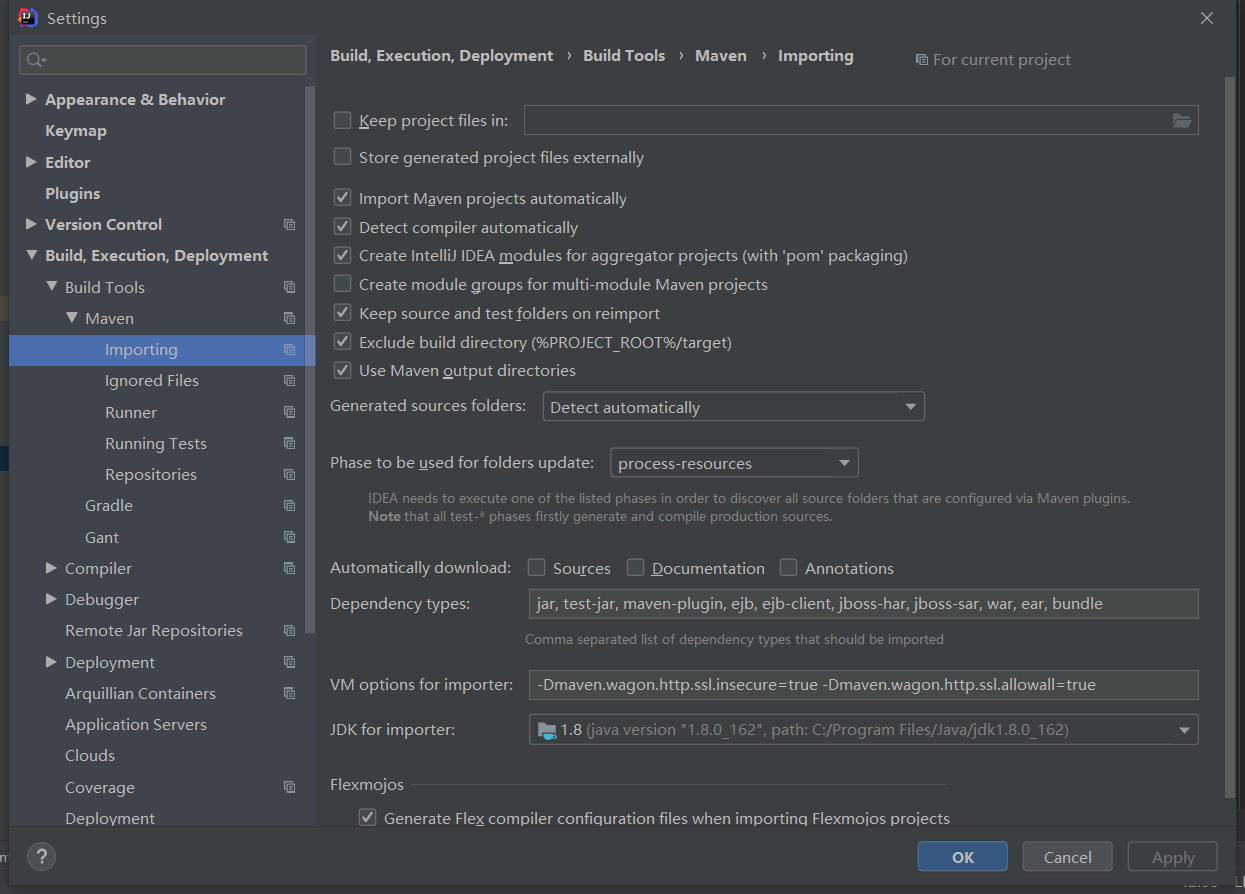 Settings
Appearance & Behavior
Keymap
Editor
Plugins
Version Control
Build, Execution, Deployment
Build Tools
Maven
Importing
Ignored Files
Runner
Running Tests
Repositories
Gradle
Gant
Compiler
Debugger
Remote Jar Repositories
Deployment
Arquillian Containers
Application Servers
Clouds
Coverage
Deployment
Build, Execution, Deployment › Build Tools › Maven › Importing
For current project
Keep project files in:
Store generated project files externally
Import Maven projects automatically
Detect compiler automatically
Create IntelliJ IDEA modules for aggregator projects (with 'pom' packaging)
Create module groups for multi-module Maven projects
Keep source and test folders on reimport
Exclude build directory (%PROJECT_ROOT%/target)
Use Maven output directories
Generated sources folders: Detect automatically
Phase to be used for folders update: process-resources
IDEA needs to execute one of the listed phases in order to discover all source folders that are configured via Maven plugins.
Note that all test-* phases firstly generate and compile production sources.
Automatically download: Sources Documentation Annotations
Dependency types: jar, test-jar, maven-plugin, ejb, ejb-client, jboss-har, jboss-sar, war, ear, bundle
Comma separated list of dependency types that should be imported
VM options for importer: -Dmaven.wagon.http.ssl.insecure=true -Dmaven.wagon.http.ssl.allowall=true
JDK for importer: 1.8 (java version "1.8.0_162", path: C:/Program Files/Java/jdk1.8.0_162)
Flexmojos
Generate Flex compiler configuration files when importing Flexmojos projects
?
OK Cancel Apply